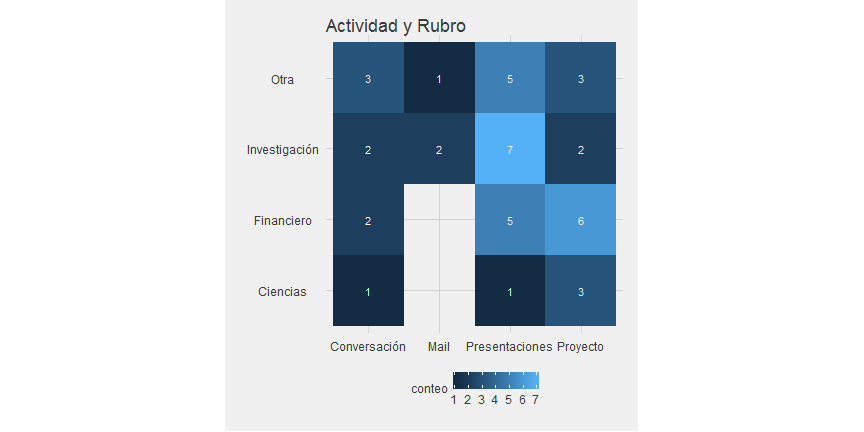 Actividad y Rubro
Otra 3 1 5 3
Investigación 2 2 7 2
Financiero 2 5 6
Ciencias 1 1 3
Conversación Mail Presentaciones Proyecto
conteo
1 2 3 4 5 6 7